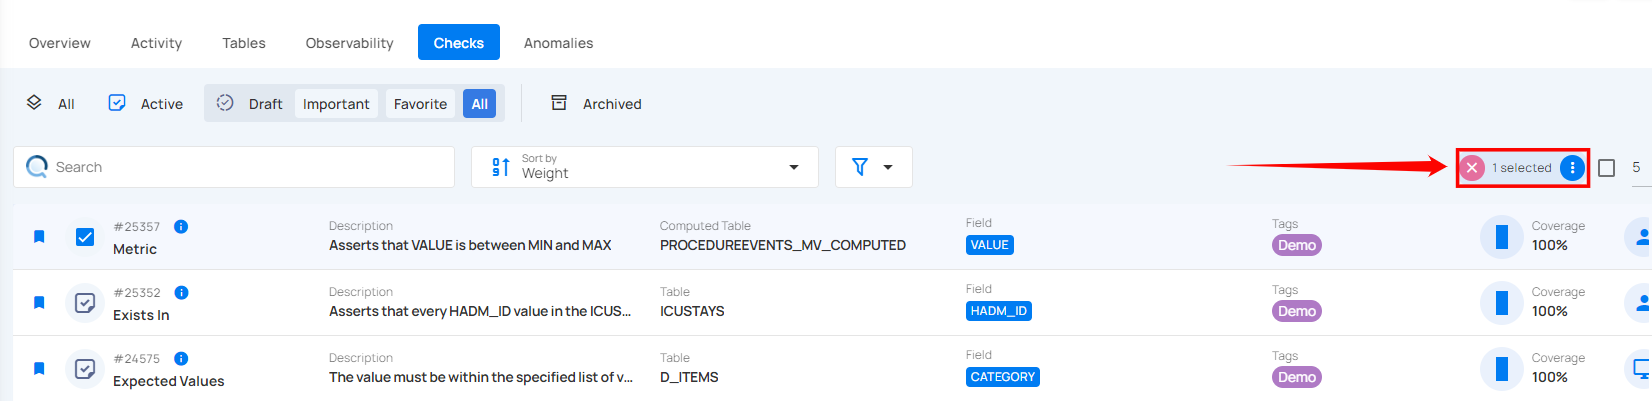 Overview Activity Tables Observability Checks Anomalies
All Active Draft Important Favorite All Archived
Search Sort by Weight 1 selected 5
#25357 Description Computed Table Field Tags Coverage
Metric Asserts that VALUE is between MIN and MAX PROCEDUREEVENTS_MV_COMPUTED VALUE Demo 100%
#25352 Description Table Field Tags Coverage
Exists In Asserts that every HADM_ID value in the ICUS... ICUSTAYS HADM_ID Demo 100%
#24575 Description Table Field Tags Coverage
Expected Values The value must be within the specified list of v... D_ITEMS CATEGORY Demo 100%